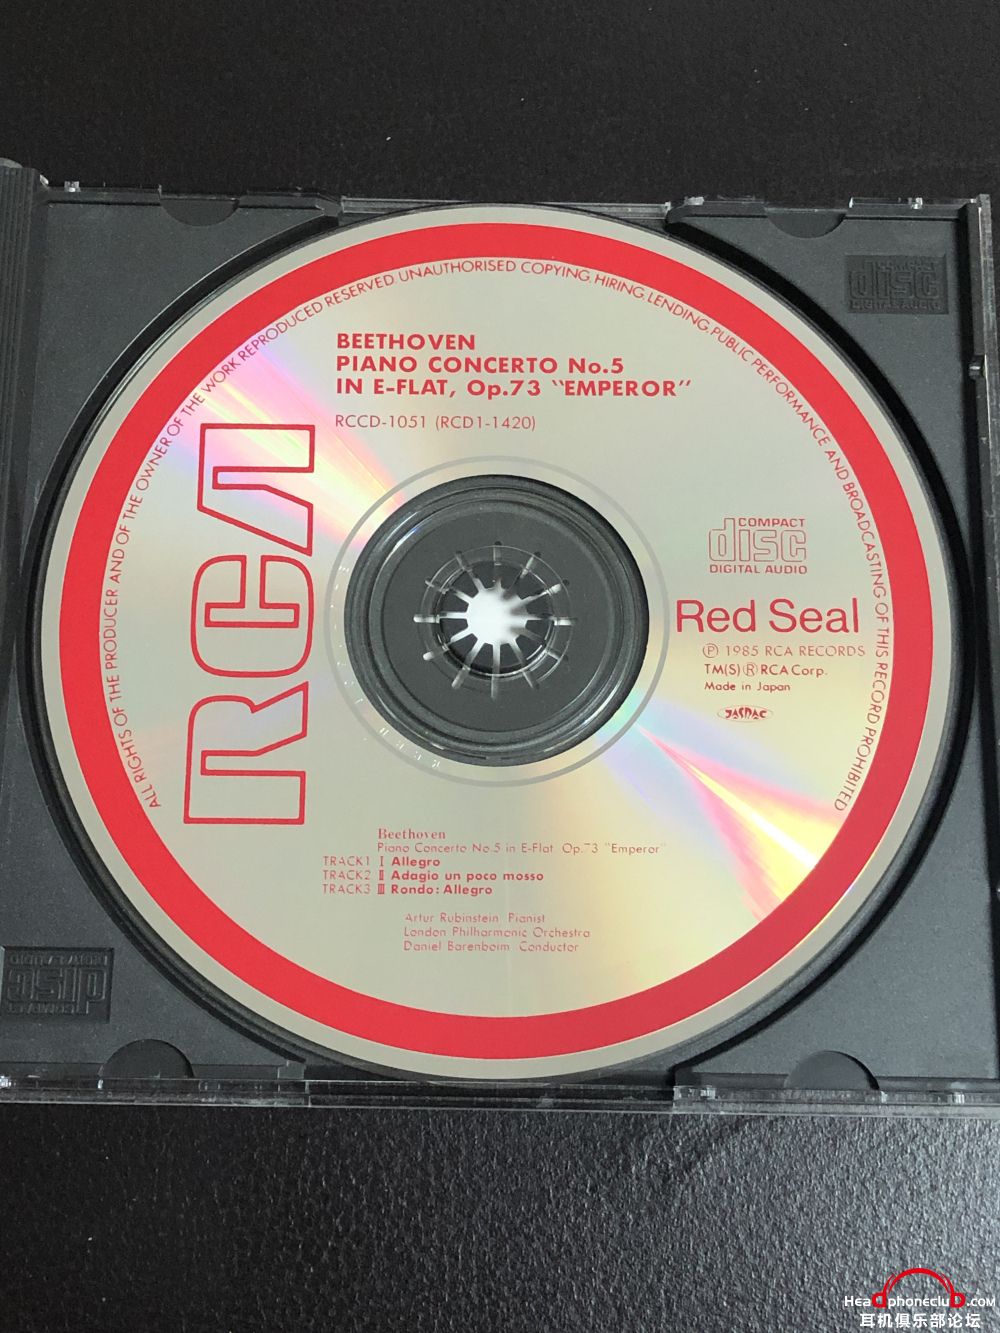 ALL RIGHTS OF THE PRODUCER AND OF THE OWNER OF THE WORK REPRODUCED RESERVED. UNAUTHORISED COPYING, HIRING, LENDING, PUBLIC PERFORMANCE AND BROADCASTING OF THIS RECORD PROHIBITED
BEETHOVEN
PIANO CONCERTO No.5
IN E-FLAT, Op.73 "EMPEROR"
RCCD-1051 (RCD1-1420)
RCA
COMPACT
disc
DIGITAL AUDIO
Red Seal
Ⓟ 1985 RCA RECORDS
TM(S)®RCA Corp.
Made in Japan
JASRAC
Beethoven
Piano Concerto No.5 in E-Flat, Op.73 "Emperor"
TRACK1 Ⅰ Allegro
TRACK2 Ⅱ Adagio un poco mosso
TRACK3 Ⅲ Rondo: Allegro
Artur Rubinstein, Pianist
London Philharmonic Orchestra
Daniel Barenboim, Conductor
COMPACT
disc
DIGITAL AUDIO
COMPACT
disc
DIGITAL AUDIO
Headphoneclub.com
耳机俱乐部论坛